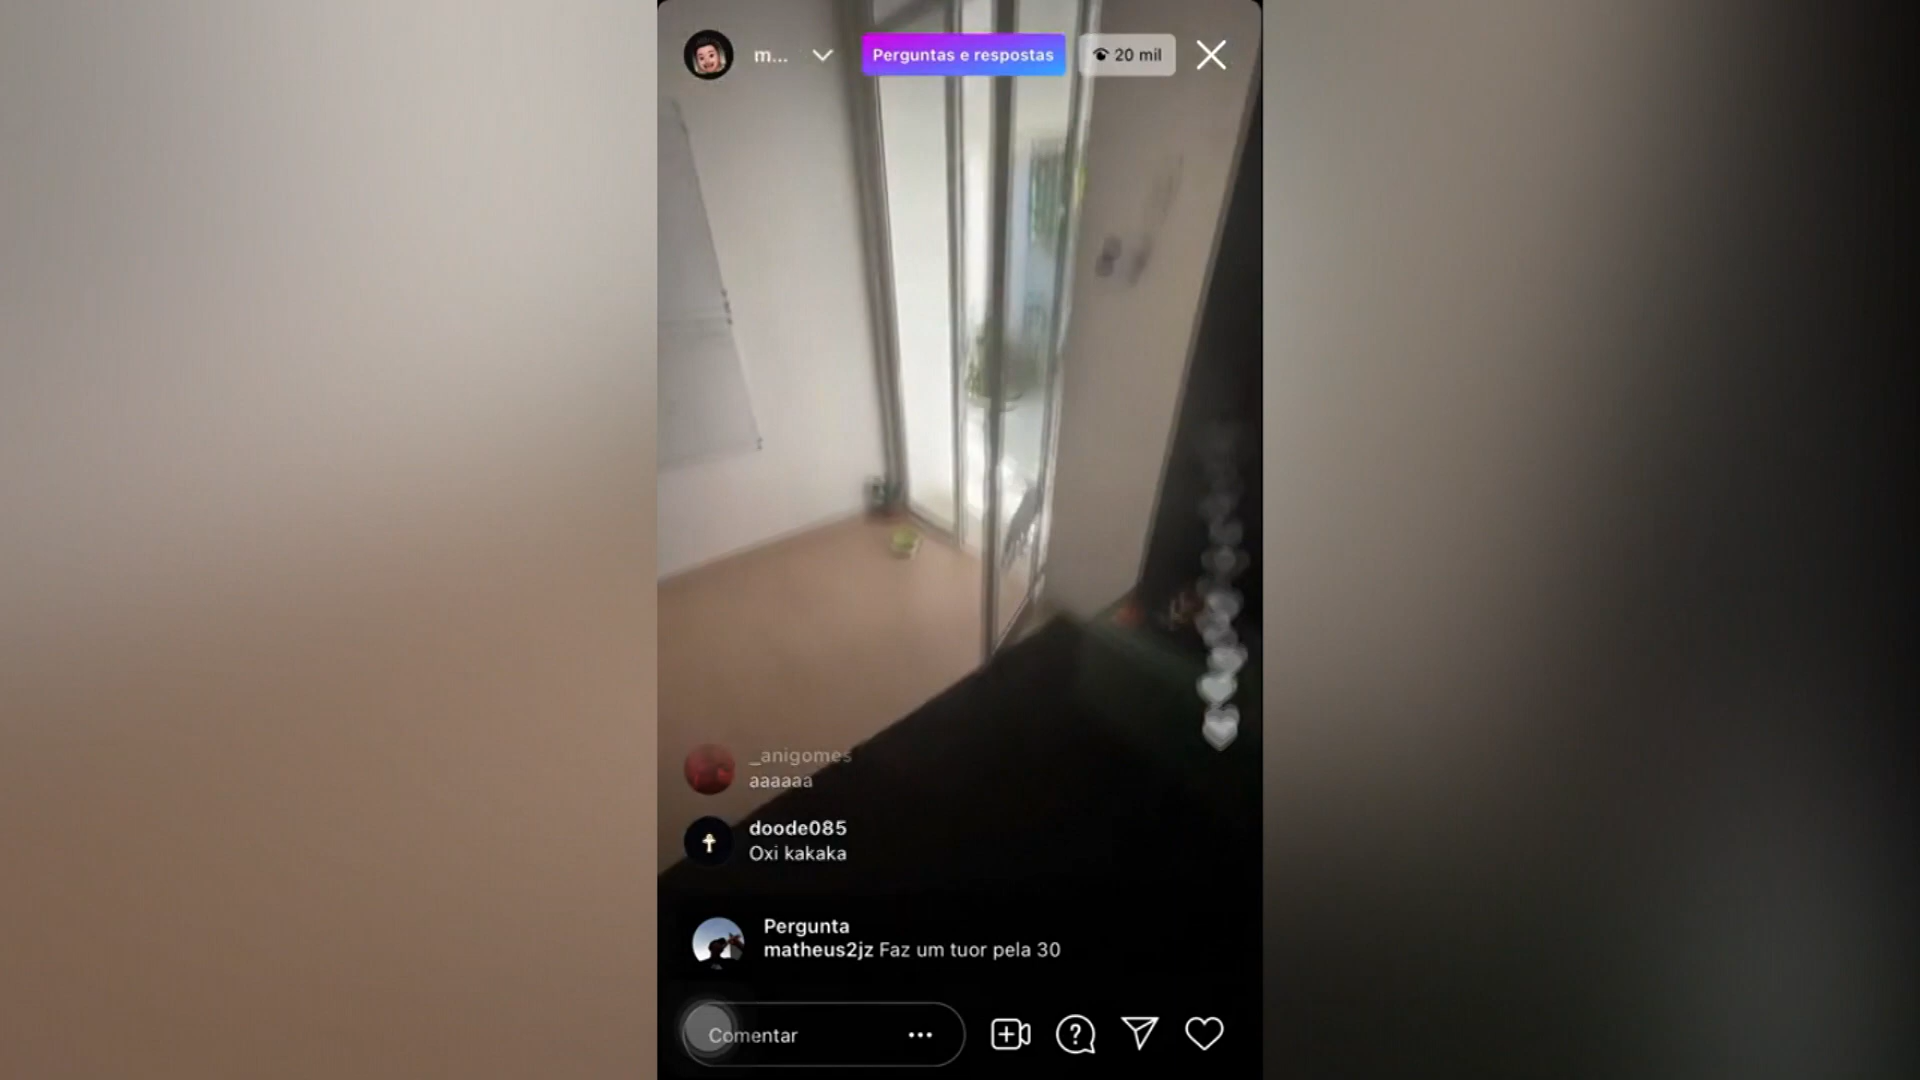 m...
Perguntas e respostas
20 mil
_anigomes
aaaaaa
doode085
Oxi kakaka
Pergunta
matheus2jz Faz um tuor pela 30
Comentar